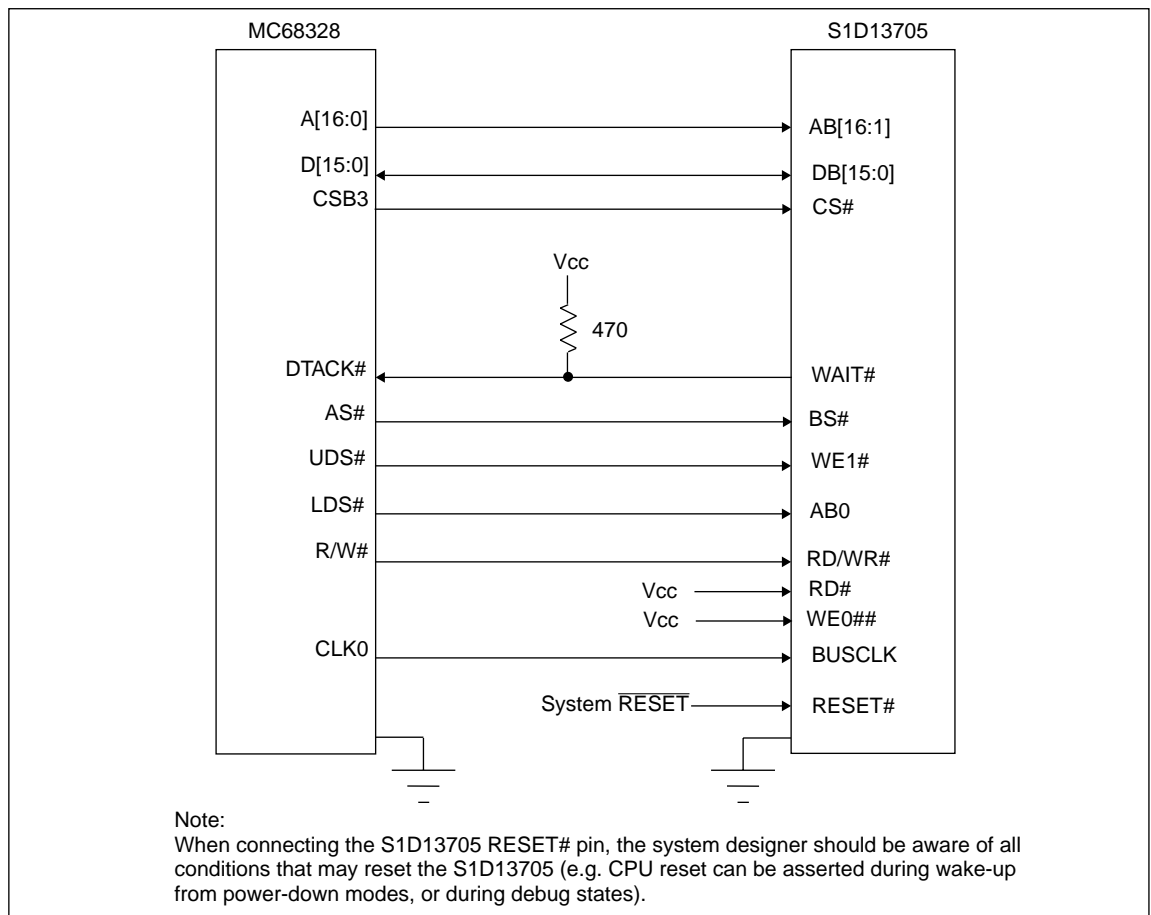 MC68328 S1D13705
A[16:0] AB[16:1]
D[15:0] DB[15:0]
CSB3 CS#
Vcc
470
DTACK# WAIT#
AS# BS#
UDS# WE1#
LDS# AB0
R/W# RD/WR#
Vcc RD#
Vcc WE0##
CLK0 BUSCLK
System RESET RESET#
Note:
When connecting the S1D13705 RESET# pin, the system designer should be aware of all
conditions that may reset the S1D13705 (e.g. CPU reset can be asserted during wake-up
from power-down modes, or during debug states).